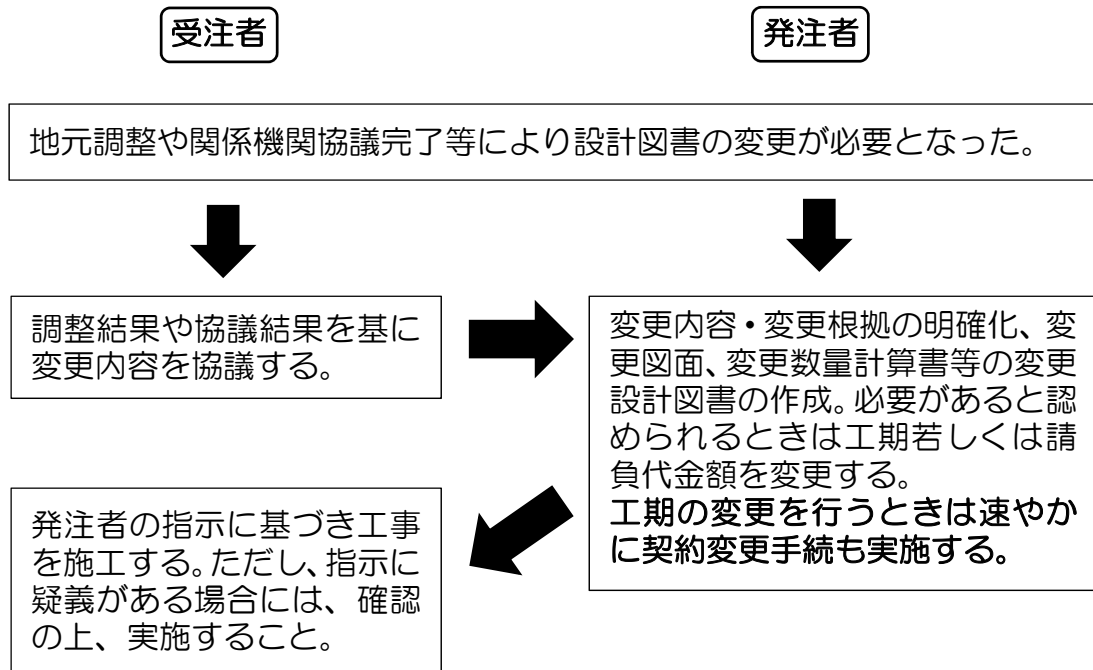 受注者
発注者
地元調整や関係機関協議完了等により設計図書の変更が必要となった。
調整結果や協議結果を基に
変更内容を協議する。
変更内容・変更根拠の明確化、変
更図面、変更数量計算書等の変更
設計図書の作成。必要があると認
められるときは工期若しくは請
負代金額を変更する。
工期の変更を行うときは速やか
に契約変更手続も実施する。
発注者の指示に基づき工事
を施工する。ただし、指示に
疑義がある場合には、確認
の上、実施すること。